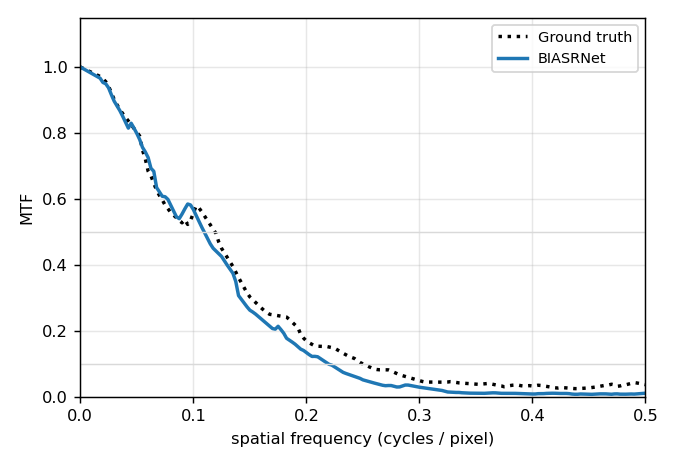 Ground truth
BIASRNet
MTF
1.0
0.8
0.6
0.4
0.2
0.0
0.0 0.1 0.2 0.3 0.4 0.5
spatial frequency (cycles / pixel)